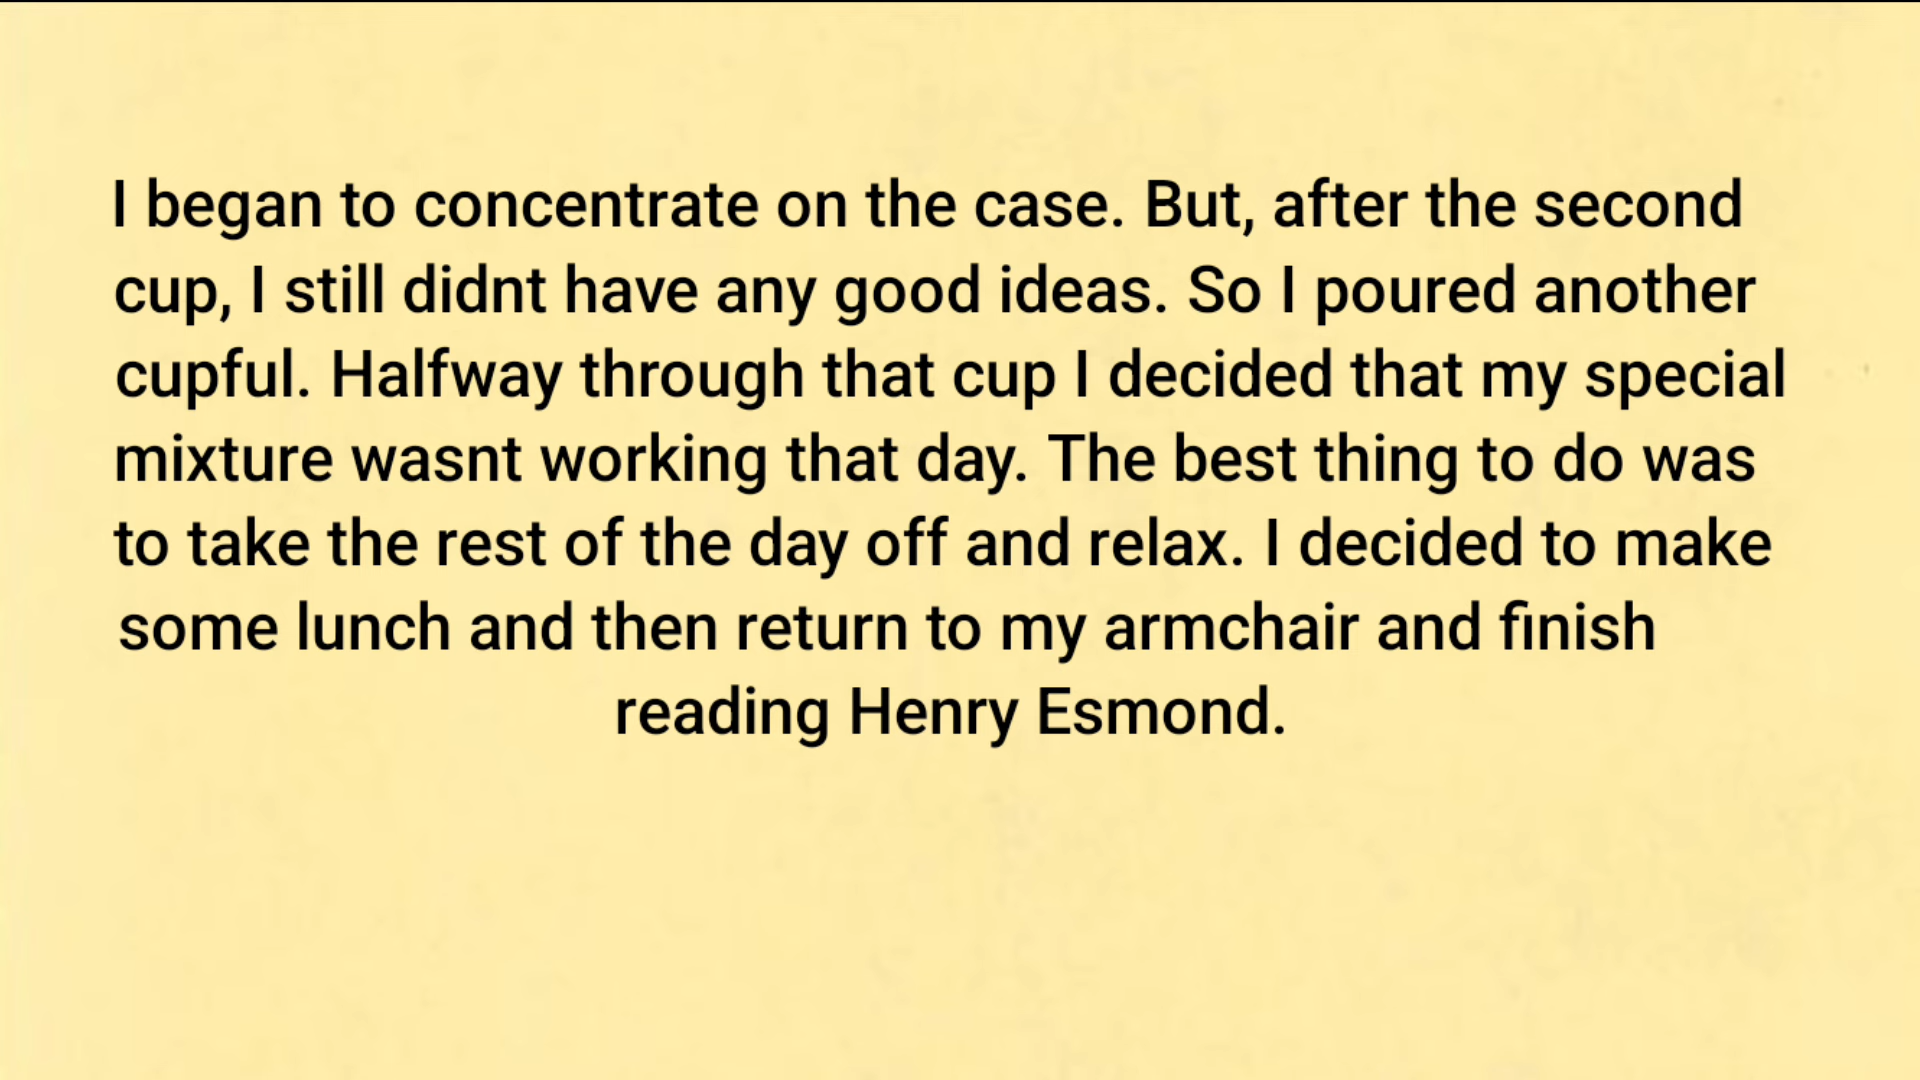 I began to concentrate on the case. But, after the second
cup, I still didnt have any good ideas. So I poured another
cupful. Halfway through that cup I decided that my special
mixture wasnt working that day. The best thing to do was
to take the rest of the day off and relax. I decided to make
some lunch and then return to my armchair and finish
reading Henry Esmond.